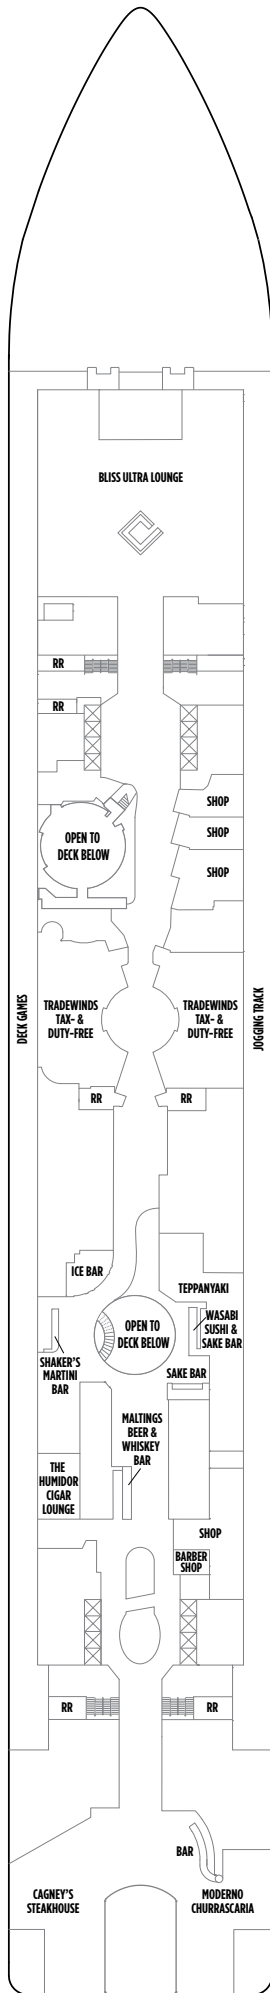 BLISS ULTRA LOUNGE
RR
RR
SHOP
OPEN TO
DECK BELOW
SHOP
SHOP
DECK GAMES
TRADEWINDS
TAX- &
DUTY-FREE
TRADEWINDS
TAX- &
DUTY-FREE
JOGGING TRACK
RR
RR
ICE BAR
TEPPANYAKI
SHAKER'S
MARTINI
BAR
OPEN TO
DECK BELOW
WASABI
SUSHI &
SAKE BAR
SAKE BAR
MALTINGS
BEER &
WHISKEY
BAR
THE
HUMIDOR
CIGAR
LOUNGE
SHOP
BARBER
SHOP
RR
RR
BAR
CAGNEY'S
STEAKHOUSE
MODERNO
CHURRASCARIA